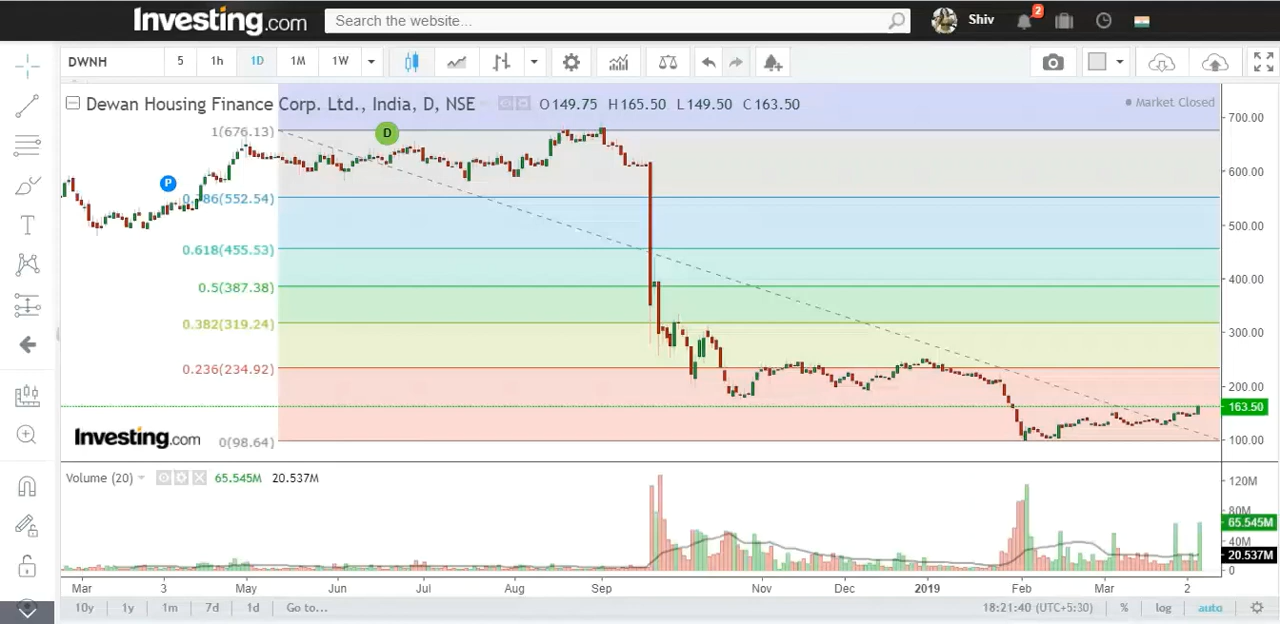 Investing.com
Search the website...
Shiv
2
DWNH 5 1h 1D 1M 1W
Dewan Housing Finance Corp. Ltd., India, D, NSE O149.75 H165.50 L149.50 C163.50
Market Closed
1(676.13)
D
P
0.786(552.54)
0.618(455.53)
0.5(387.38)
0.382(319.24)
0.236(234.92)
0(98.64)
700.00
600.00
500.00
400.00
300.00
200.00
163.50
100.00
Investing.com
Volume (20) 65.545M 20.537M
120M
80M
65.545M
40M
20.537M
0
Mar 3 May Jun Jul Aug Sep Nov Dec 2019 Feb Mar 2
10y 1y 1m 7d 1d Go to... 18:21:40 (UTC+5:30) % log auto